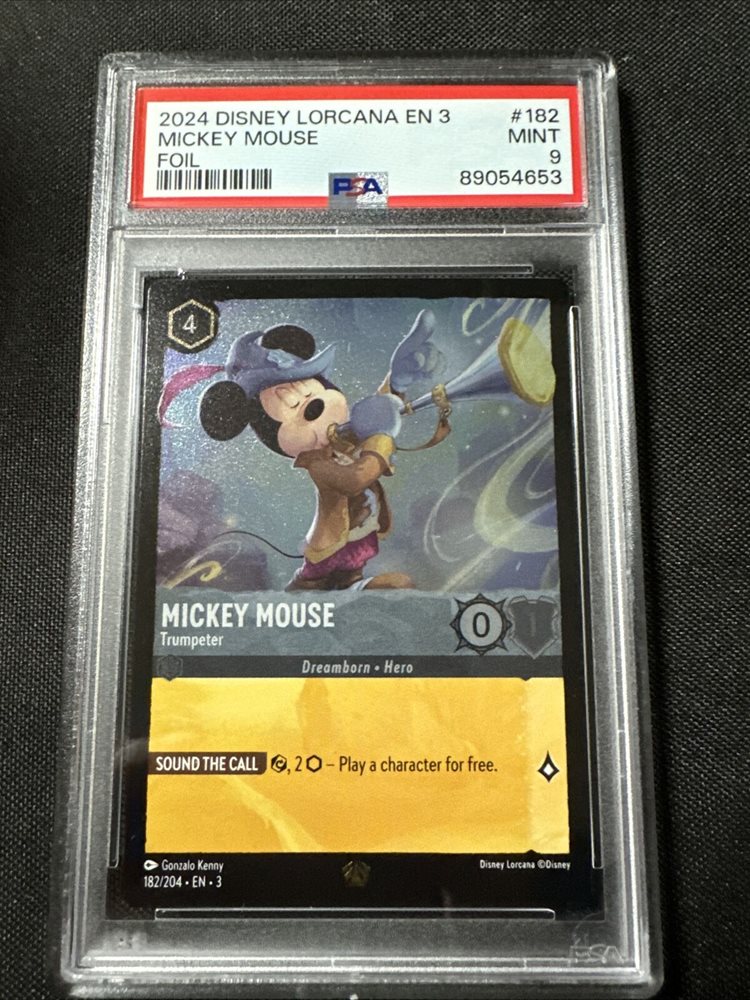 2024 DISNEY LORCANA EN 3 #182
MICKEY MOUSE MINT
FOIL 9
PSA 89054653
4
MICKEY MOUSE 0 1
Trumpeter
Dreamborn • Hero
SOUND THE CALL , 2 – Play a character for free.
Gonzalo Kenny Disney Lorcana ©Disney
182/204 • EN • 3
PSA